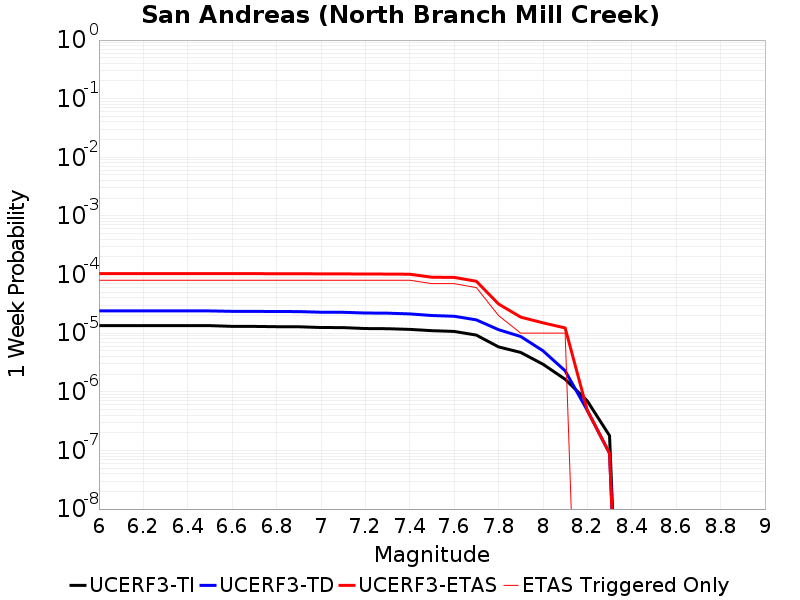 San Andreas (North Branch Mill Creek)
10^0
10^-1
10^-2
10^-3
10^-4
10^-5
10^-6
10^-7
10^-8
1 Week Probability
6 6.2 6.4 6.6 6.8 7 7.2 7.4 7.6 7.8 8 8.2 8.4 8.6 8.8 9
Magnitude
UCERF3-TI UCERF3-TD UCERF3-ETAS ETAS Triggered Only